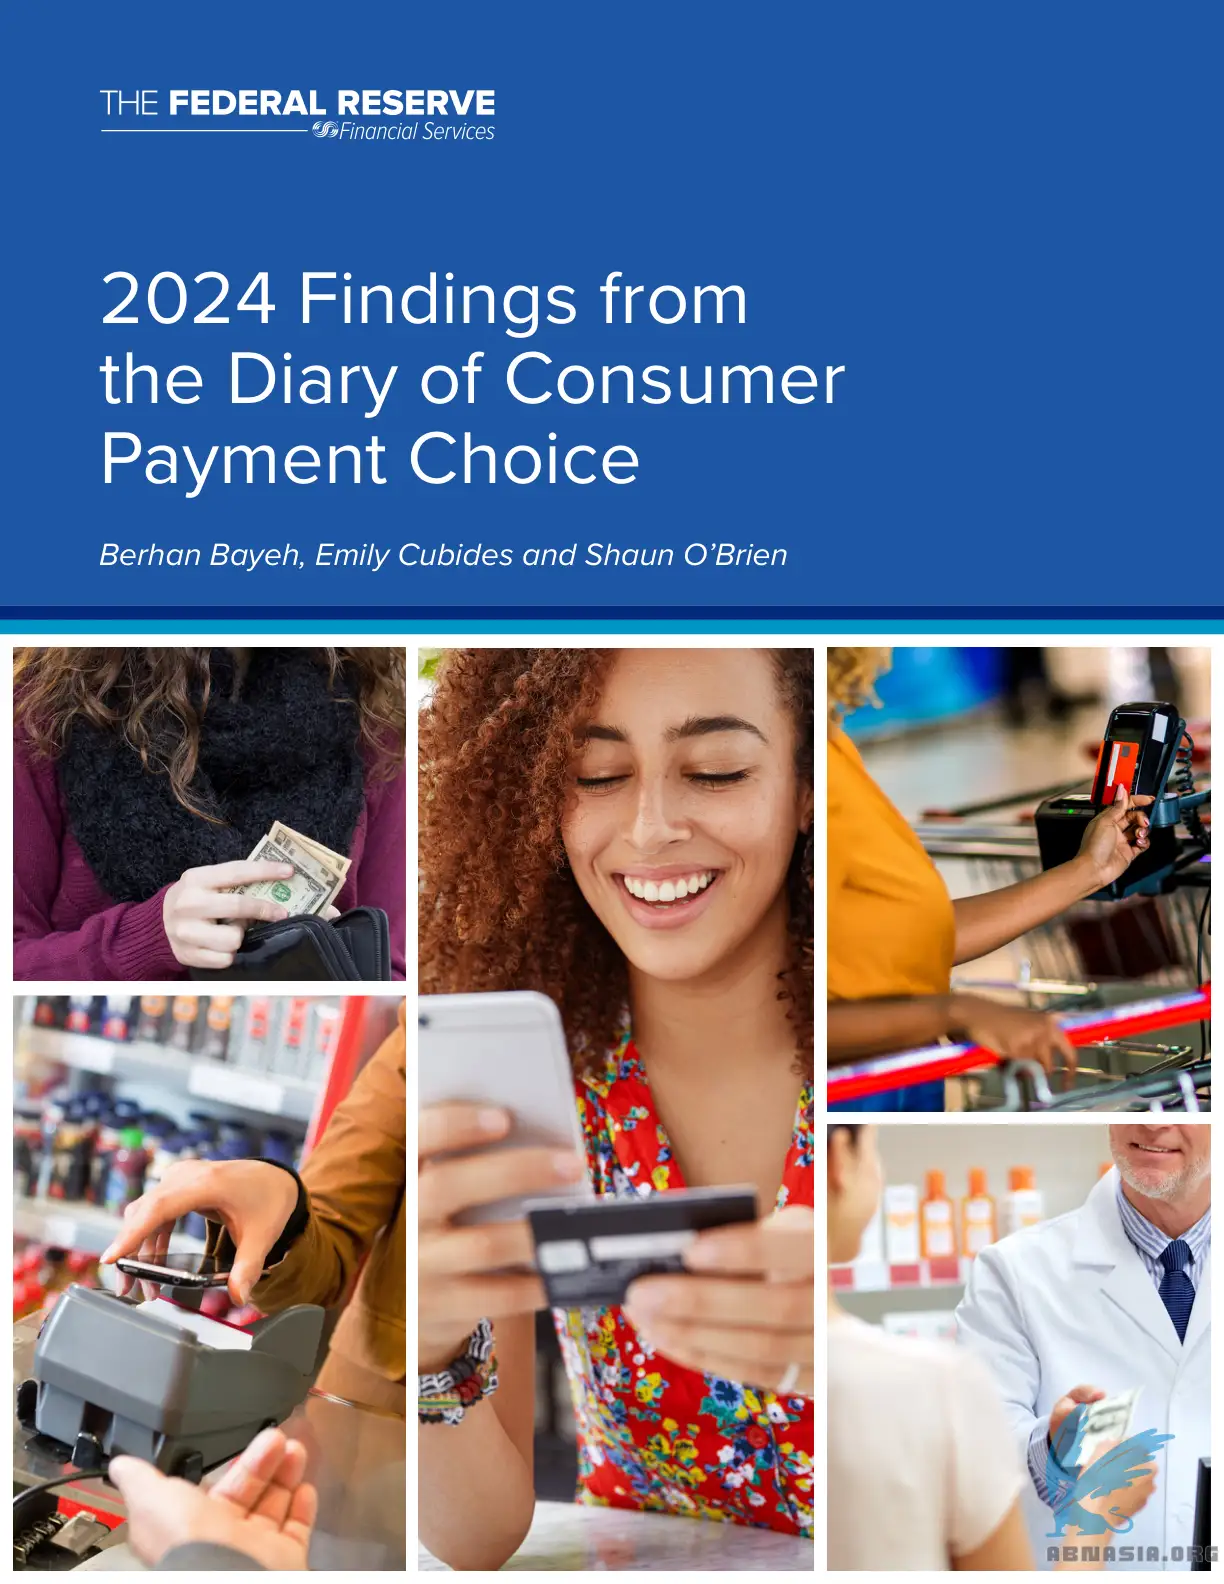 THE FEDERAL RESERVE
Financial Services
2024 Findings from
the Diary of Consumer
Payment Choice
Berhan Bayeh, Emily Cubides and Shaun O’Brien
ABNASIA.ORG